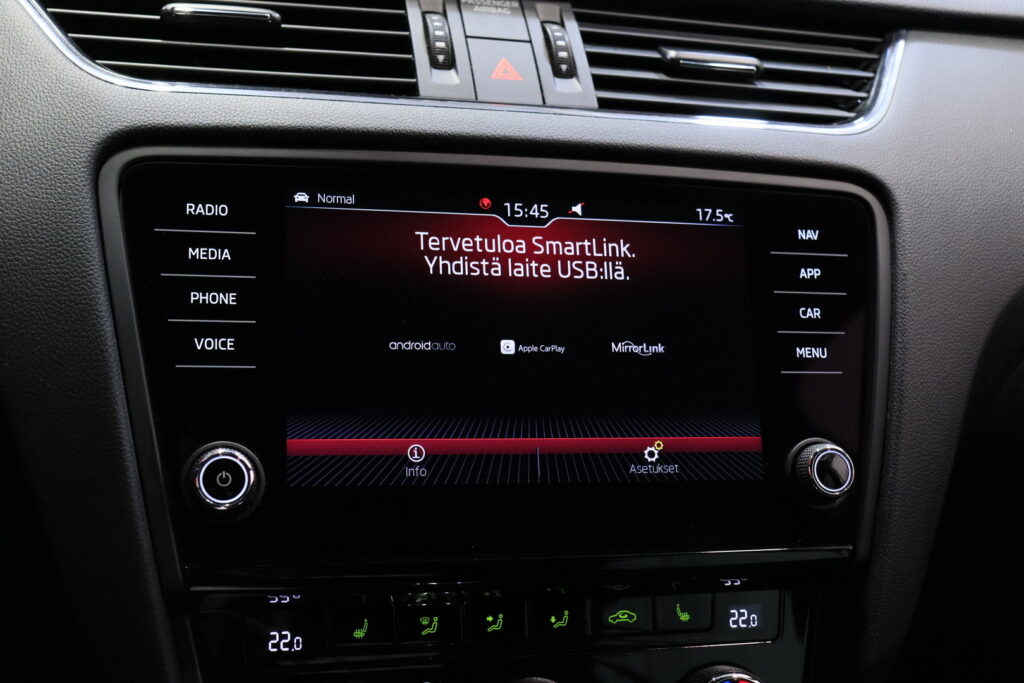 PASSENGER
AIRBAG
Normal
15:45
17.5°C
RADIO
MEDIA
PHONE
VOICE
Tervetuloa SmartLink.
Yhdistä laite USB:llä.
androidauto
Apple CarPlay
MirrorLink
Info
Asetukset
NAV
APP
CAR
MENU
22.0
22.0